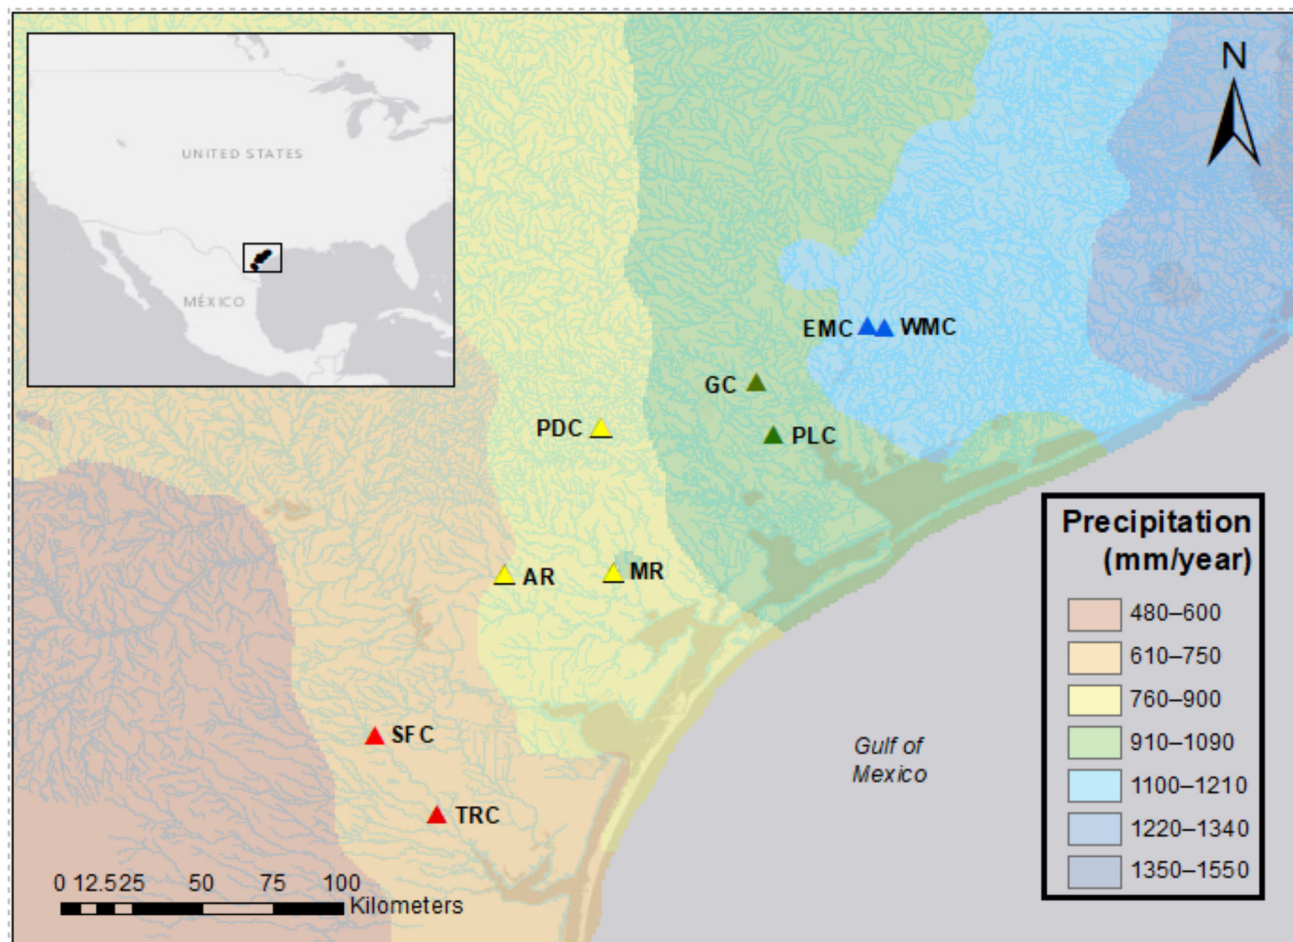 UNITED STATES
MÉXICO
N
EMC
WMC
GC
PDC
PLC
AR
MR
SFC
TRC
Gulf of
Mexico
Precipitation
(mm/year)
480–600
610–750
760–900
910–1090
1100–1210
1220–1340
1350–1550
0 12.525 50 75 100
Kilometers